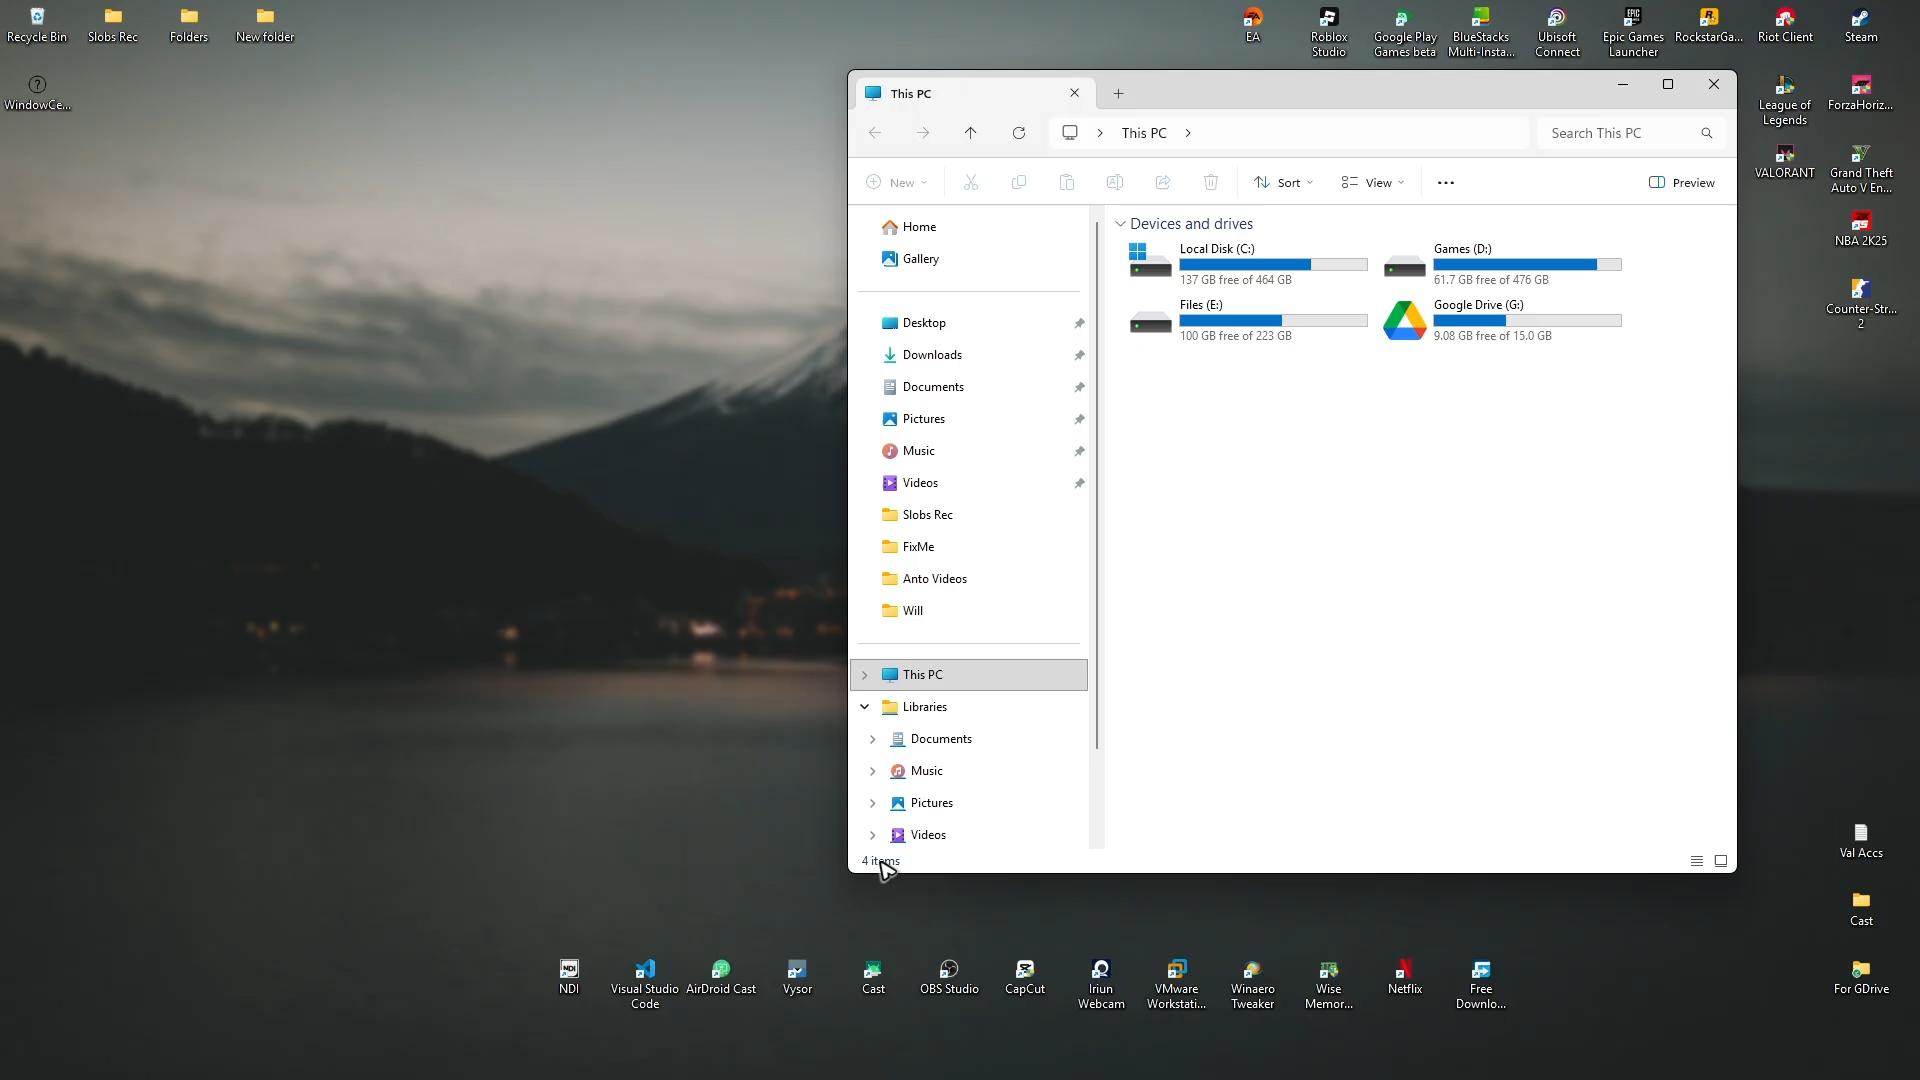 Recycle Bin
Slobs Rec
Folders
New folder
WindowCe...
EA
Roblox
Studio
Google Play
Games beta
BlueStacks
Multi-Insta...
Ubisoft
Connect
Epic Games
Launcher
RockstarGa...
Riot Client
Steam
League of
Legends
ForzaHoriz...
VALORANT
Grand Theft
Auto V En...
NBA 2K25
Counter-Str...
2
This PC
This PC
Search This PC
New
Sort
View
Preview
Home
Gallery
Desktop
Downloads
Documents
Pictures
Music
Videos
Slobs Rec
FixMe
Anto Videos
Will
This PC
Libraries
Documents
Music
Pictures
Videos
4 items
Devices and drives
Local Disk (C:)
137 GB free of 464 GB
Games (D:)
61.7 GB free of 476 GB
Files (E:)
100 GB free of 223 GB
Google Drive (G:)
9.08 GB free of 15.0 GB
Val Accs
Cast
For GDrive
NDI
Visual Studio
Code
AirDroid Cast
Vysor
Cast
OBS Studio
CapCut
Iriun
Webcam
VMware
Workstati...
Winaero
Tweaker
Wise
Memor...
Netflix
Free
Downlo...